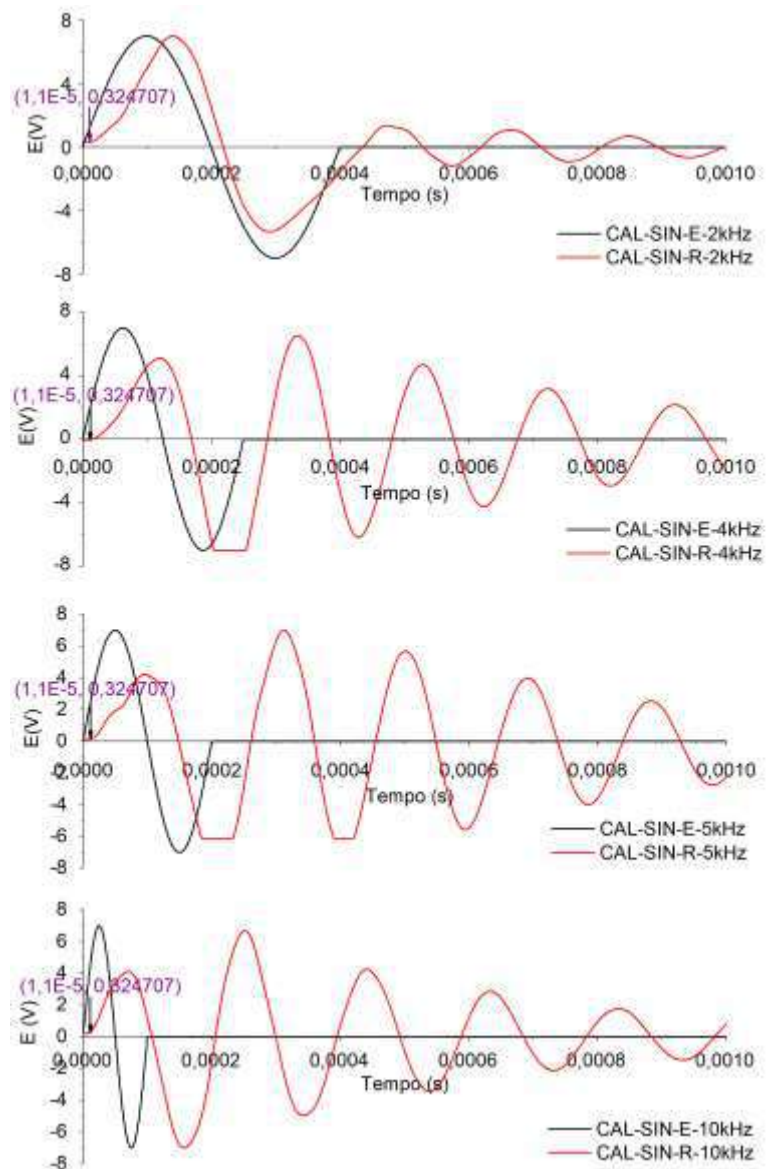 8
4
(1,1E-5, 0,324707)
E(V)
0
0,0000 0,0002 0,0004 0,0006 0,0008 0,0010
Tempo (s)
-4
-8
CAL-SIN-E-2kHz
CAL-SIN-R-2kHz
8
4
(1,1E-5, 0,324707)
E(V)
0
0,0000 0,0002 0,0004 0,0006 0,0008 0,0010
Tempo (s)
-4
-8
CAL-SIN-E-4kHz
CAL-SIN-R-4kHz
8
6
4
(1,1E-5, 0,324707)
2
E(V)
0
0,0000 0,0002 0,0004 0,0006 0,0008 0,0010
-2
Tempo (s)
-4
-6
-8
CAL-SIN-E-5kHz
CAL-SIN-R-5kHz
8
6
4
(1,1E-5, 0,324707)
2
E (V)
0
0,0000 0,0002 0,0004 0,0006 0,0008 0,0010
-2
Tempo (s)
-4
-6
-8
CAL-SIN-E-10kHz
CAL-SIN-R-10kHz